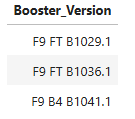 Booster_Version
F9 FT B1029.1
F9 FT B1036.1
F9 B4 B1041.1